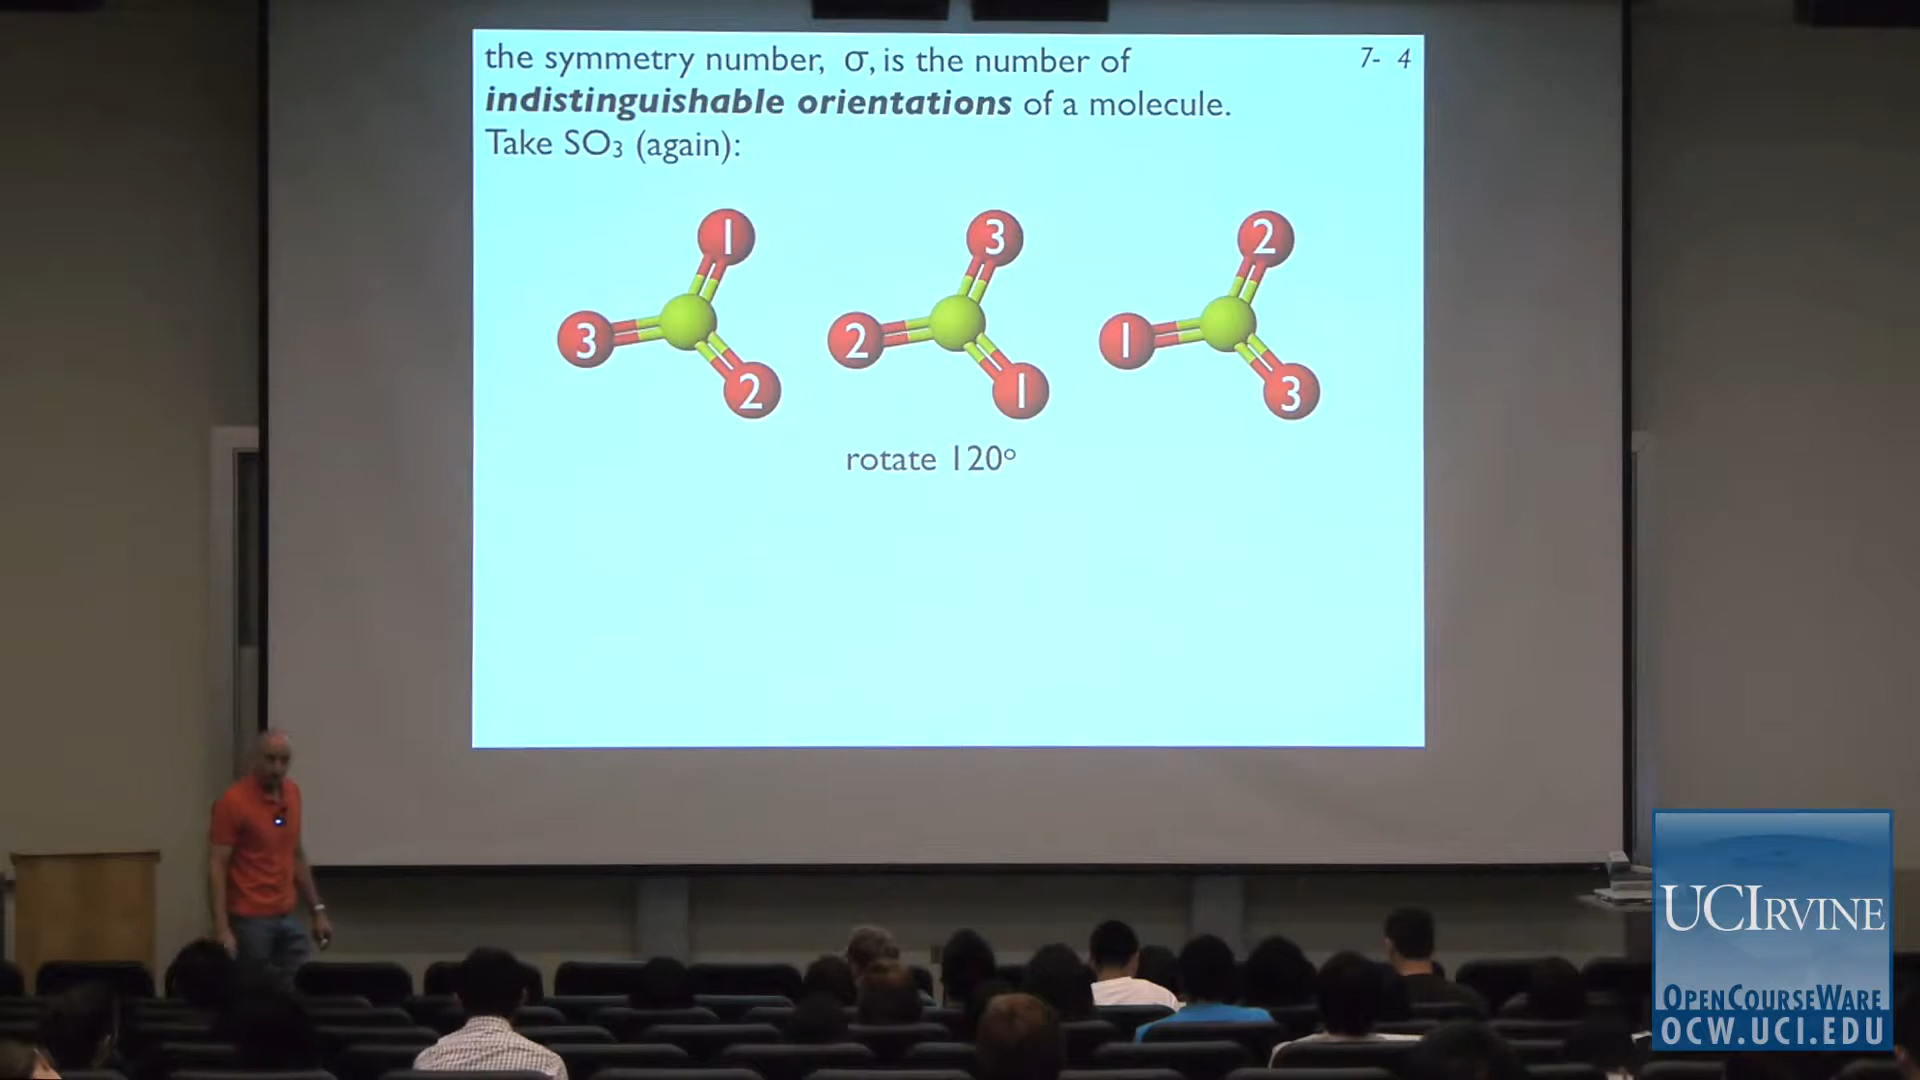 the symmetry number, σ, is the number of
7- 4
indistinguishable orientations of a molecule.
Take SO₃ (again):
1
3
2
3
2
1
2
1
3
rotate 120°
UCIRVINE
OPENCOURSEWARE
OCW.UCI.EDU